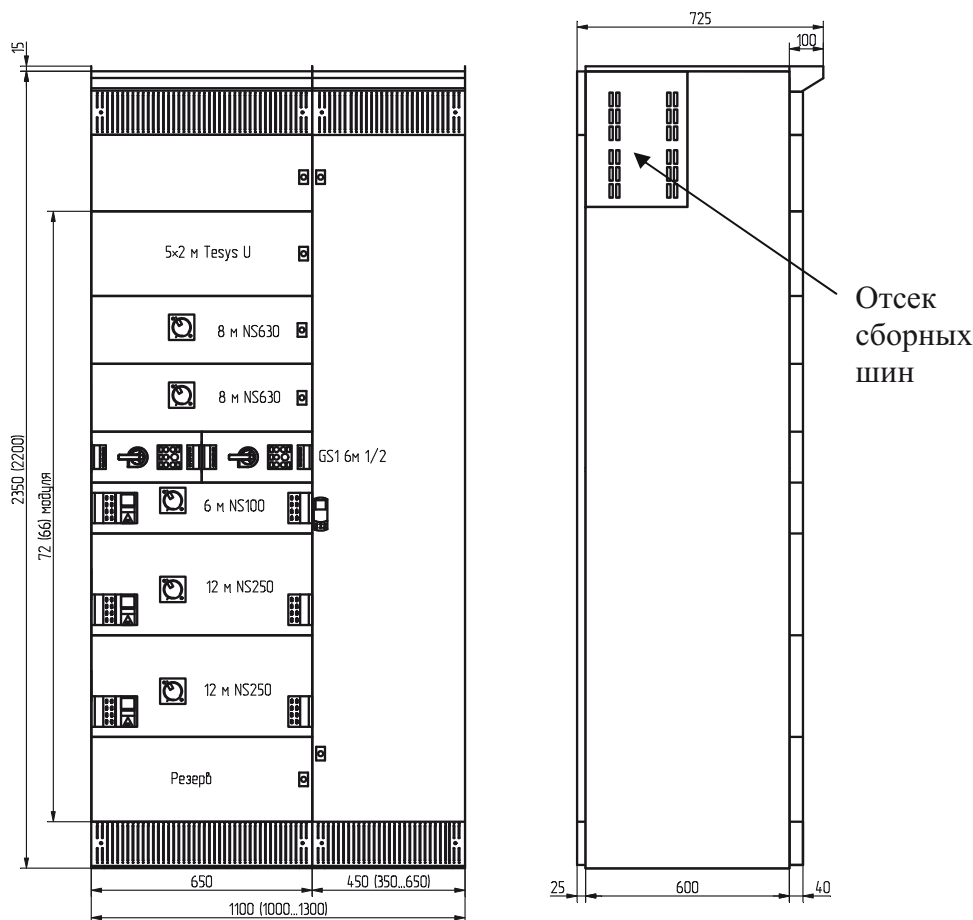 725
100
15
5×2 м Tesys U
8 м NS630
8 м NS630
GS1 6м 1/2
6 м NS100
12 м NS250
12 м NS250
Резерв
2350 (2200)
72 (66) модуля
650
450 (350...650)
1100 (1000...1300)
Отсек
сборных
шин
25
600
40